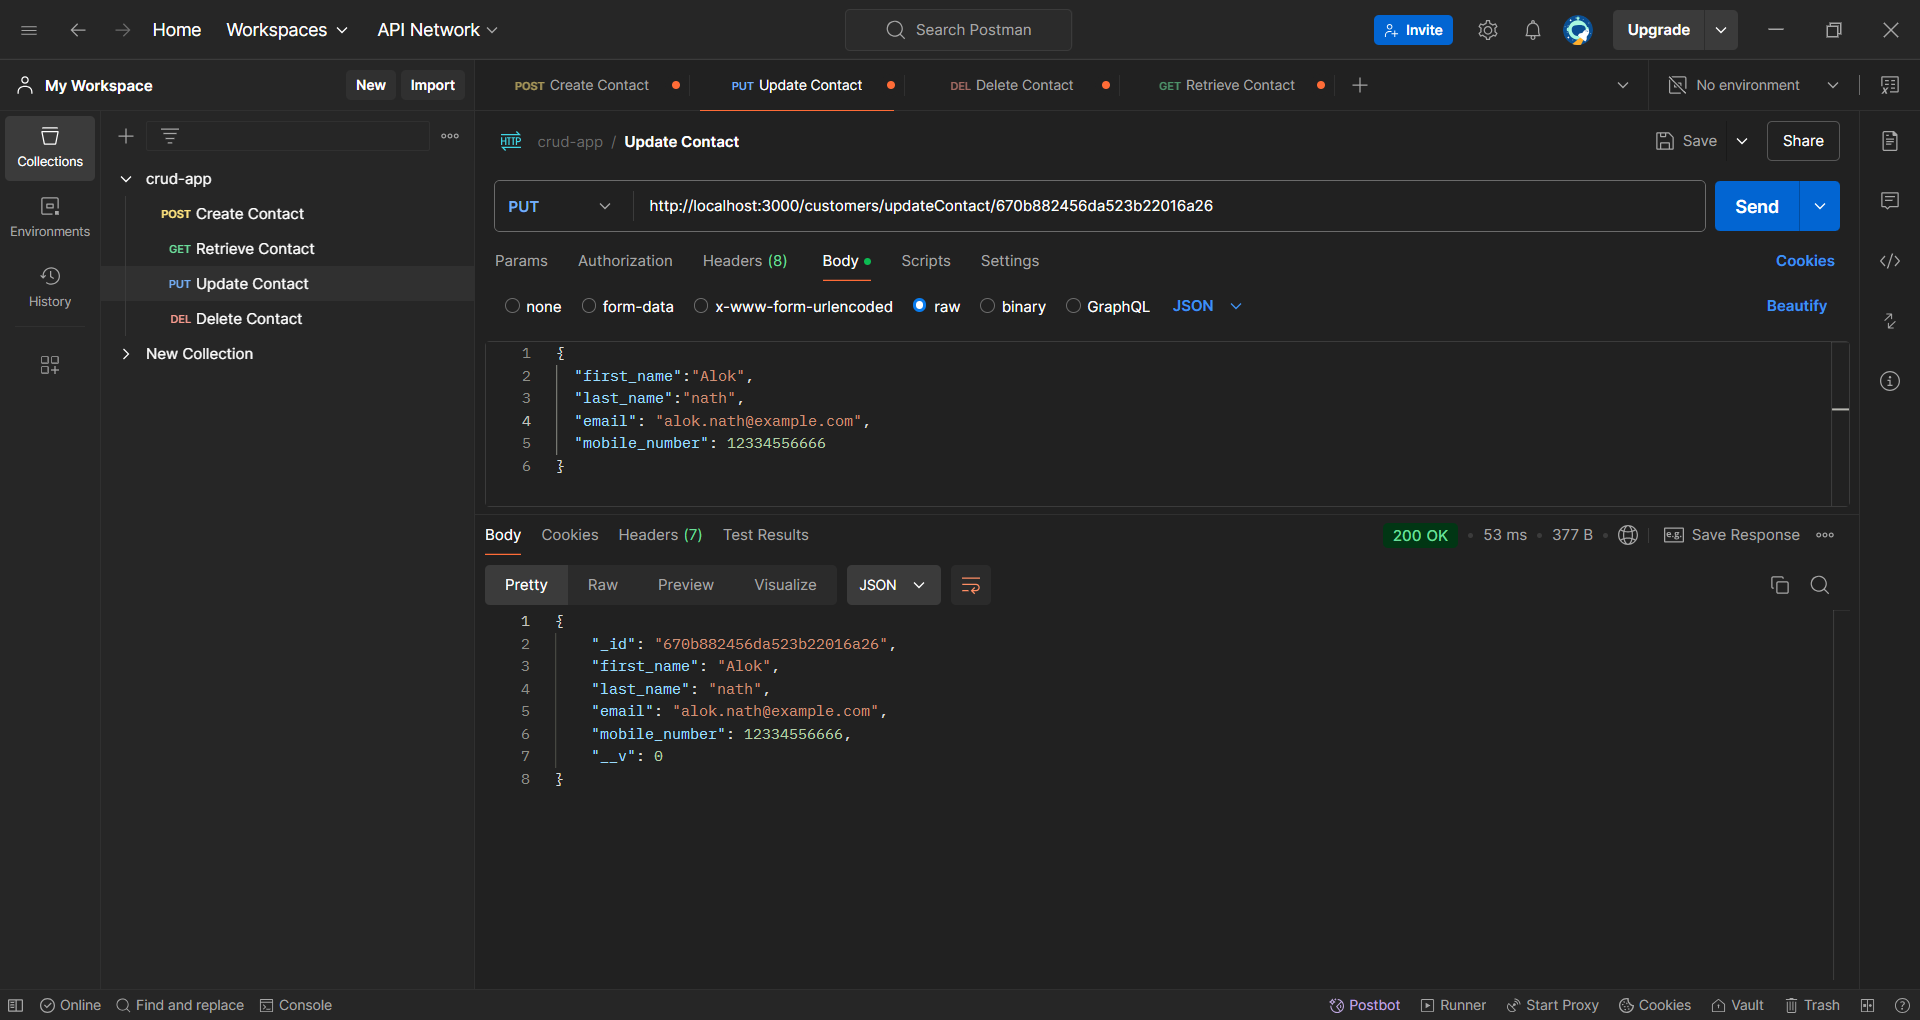 Home Workspaces API Network Search Postman Invite Upgrade
My Workspace New Import POST Create Contact PUT Update Contact DEL Delete Contact GET Retrieve Contact No environment
Collections
Environments
History
crud-app
POST Create Contact
GET Retrieve Contact
PUT Update Contact
DEL Delete Contact
New Collection
HTTP crud-app / Update Contact Save Share
PUT http://localhost:3000/customers/updateContact/670b882456da523b22016a26 Send
Params Authorization Headers (8) Body Scripts Settings Cookies
none form-data x-www-form-urlencoded raw binary GraphQL JSON Beautify
1 {
2 "first_name":"Alok",
3 "last_name":"nath",
4 "email": "alok.nath@example.com",
5 "mobile_number": 12334556666
6 }
Body Cookies Headers (7) Test Results 200 OK 53 ms 377 B e.g. Save Response
Pretty Raw Preview Visualize JSON
1 {
2 "_id": "670b882456da523b22016a26",
3 "first_name": "Alok",
4 "last_name": "nath",
5 "email": "alok.nath@example.com",
6 "mobile_number": 12334556666,
7 "__v": 0
8 }
Online Find and replace Console Postbot Runner Start Proxy Cookies Vault Trash